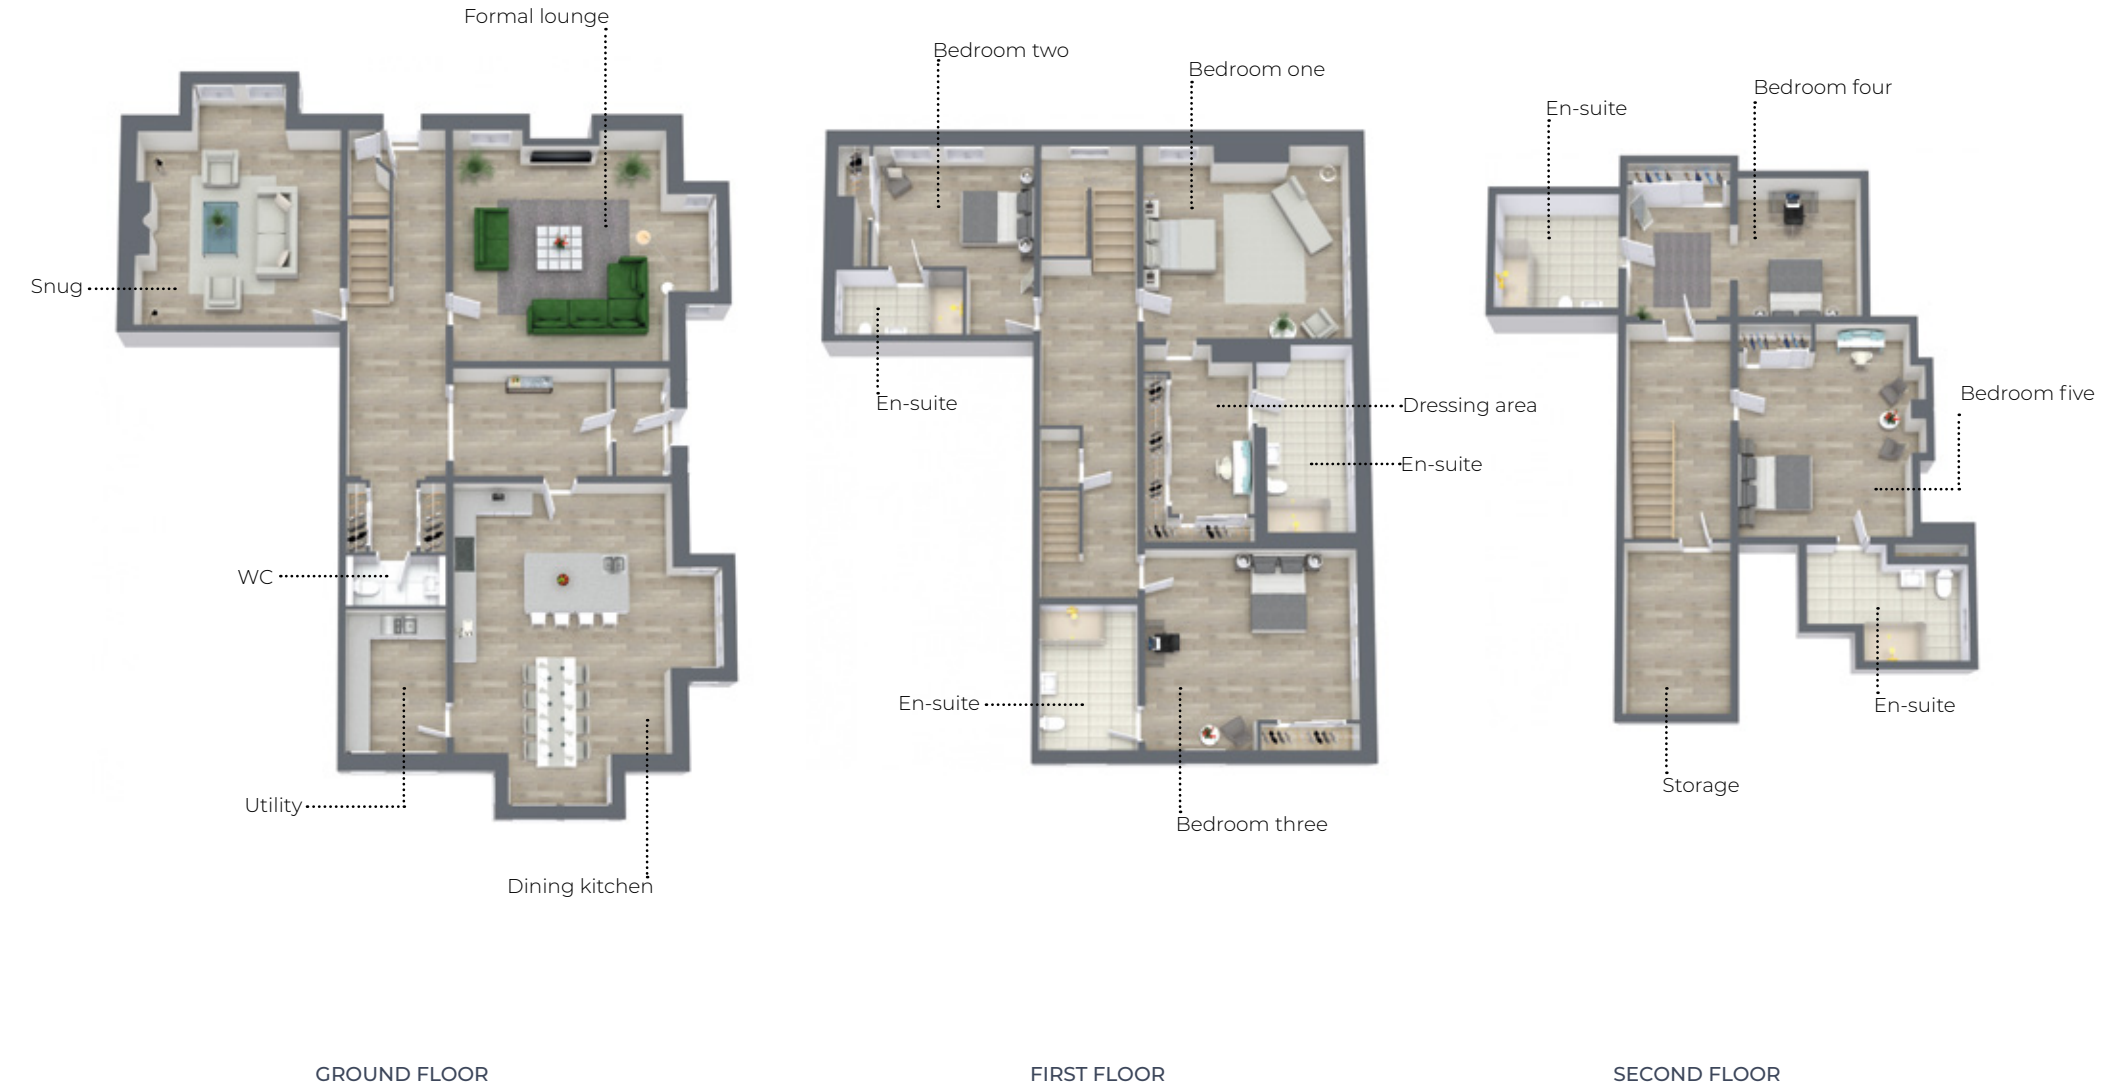 Formal lounge
Snug
WC
Utility
Dining kitchen
GROUND FLOOR
Bedroom two
Bedroom one
En-suite
Dressing area
En-suite
En-suite
Bedroom three
FIRST FLOOR
En-suite
Bedroom four
Bedroom five
En-suite
Storage
SECOND FLOOR